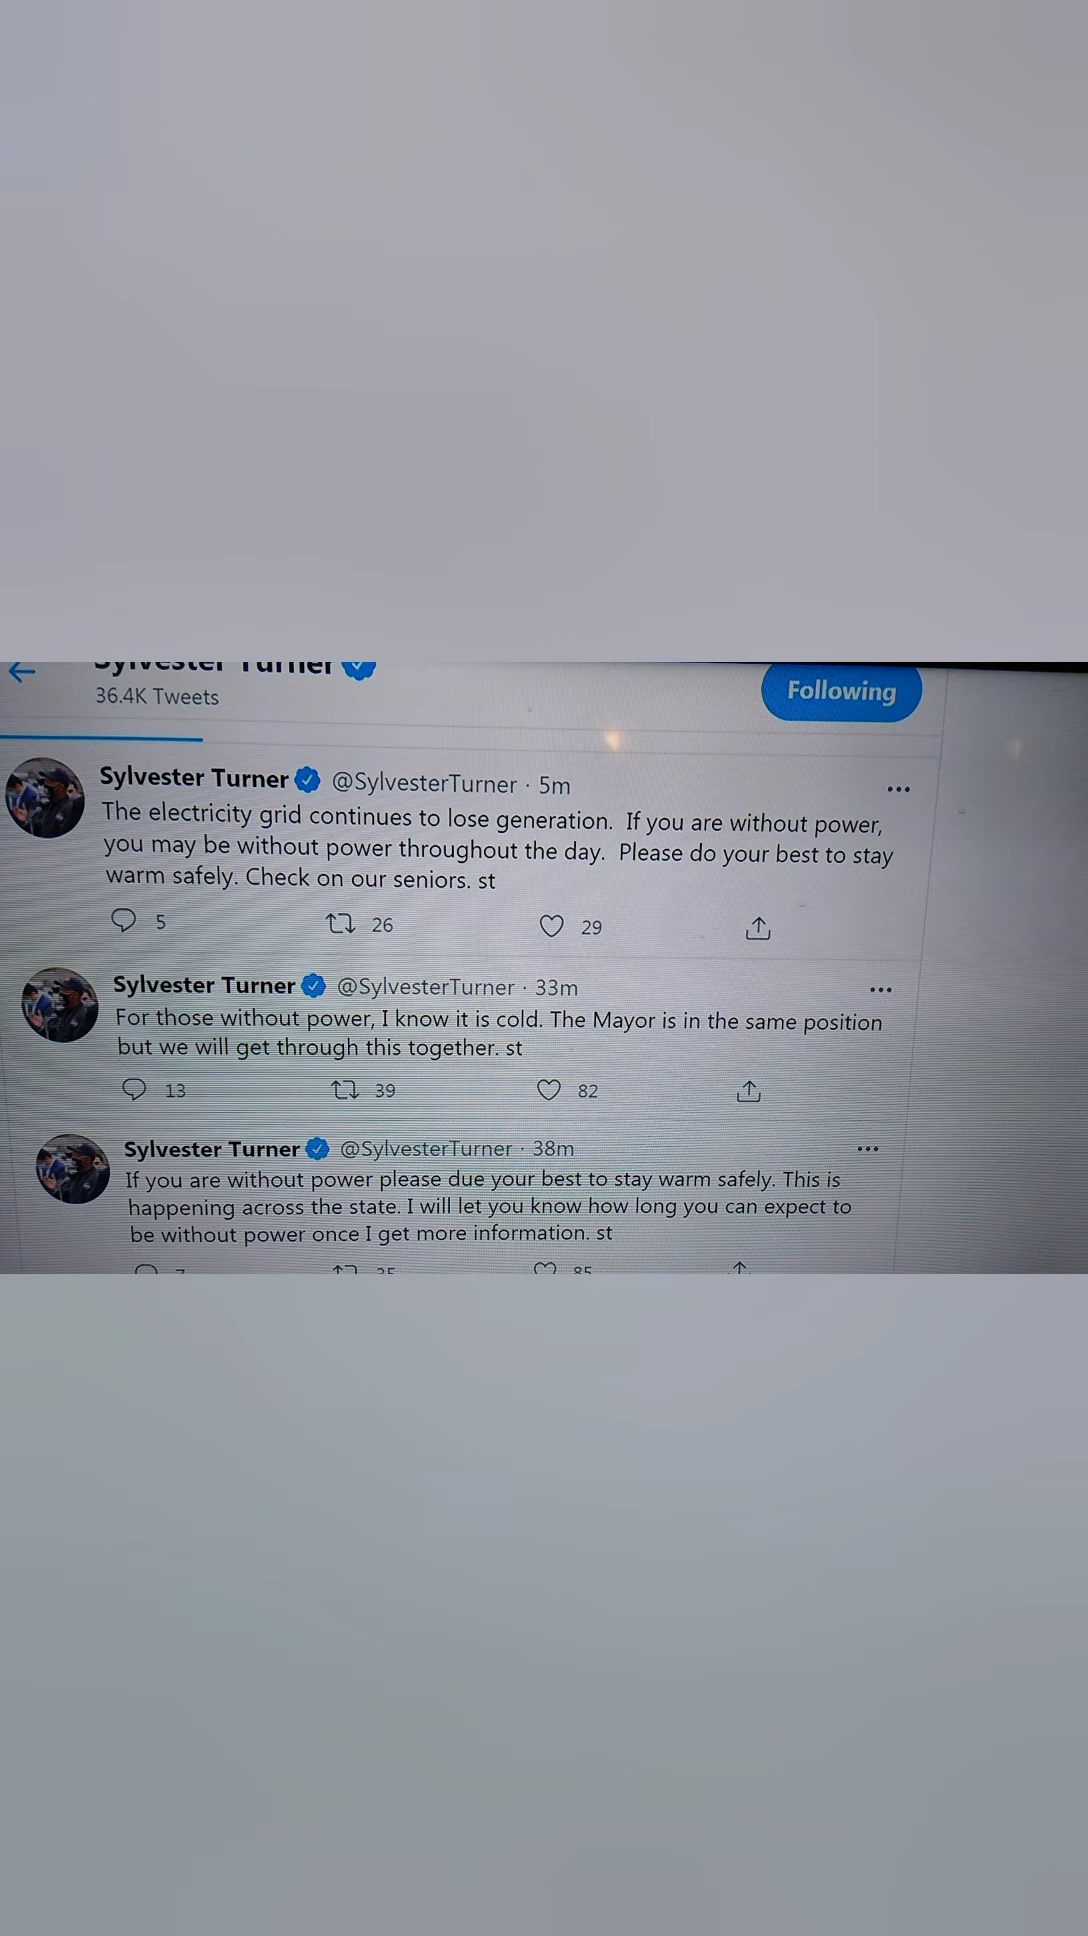 Sylvester Turner
36.4K Tweets
Following
Sylvester Turner @SylvesterTurner · 5m
The electricity grid continues to lose generation. If you are without power,
you may be without power throughout the day. Please do your best to stay
warm safely. Check on our seniors. st
5 26 29
Sylvester Turner @SylvesterTurner · 33m
For those without power, I know it is cold. The Mayor is in the same position
but we will get through this together. st
13 39 82
Sylvester Turner @SylvesterTurner · 38m
If you are without power please due your best to stay warm safely. This is
happening across the state. I will let you know how long you can expect to
be without power once I get more information. st
85